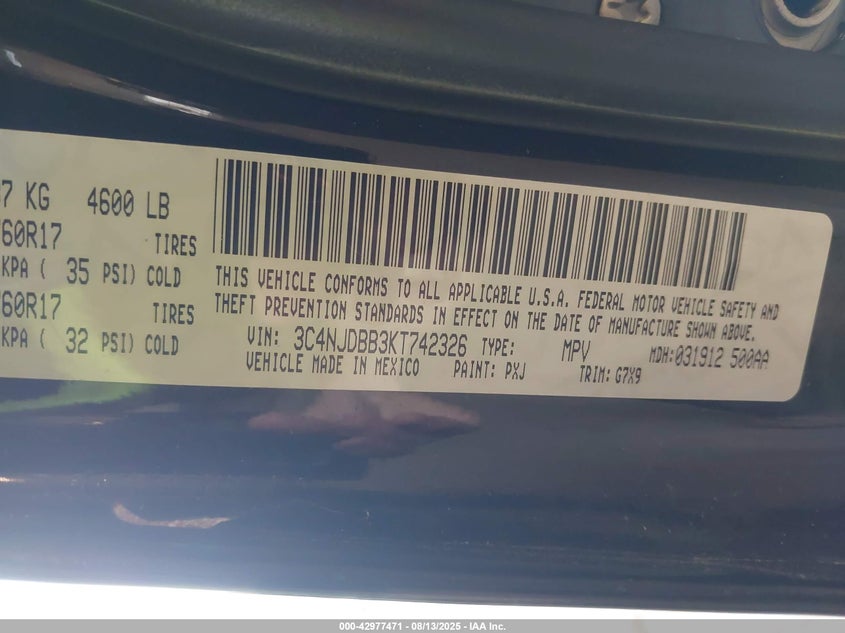 7 KG 4600 LB
60R17 TIRES
KPA ( 35 PSI) COLD
60R17 TIRES
KPA ( 32 PSI) COLD
THIS VEHICLE CONFORMS TO ALL APPLICABLE U.S.A. FEDERAL MOTOR VEHICLE SAFETY AND
THEFT PREVENTION STANDARDS IN EFFECT ON THE DATE OF MANUFACTURE SHOWN ABOVE.
VIN: 3C4NJDBB3KT742326 TYPE: MPV MDH:031912 500AA
VEHICLE MADE IN MEXICO PAINT: PXJ TRIM: G7X9
000-42977471 - 08/13/2025 - IAA Inc.